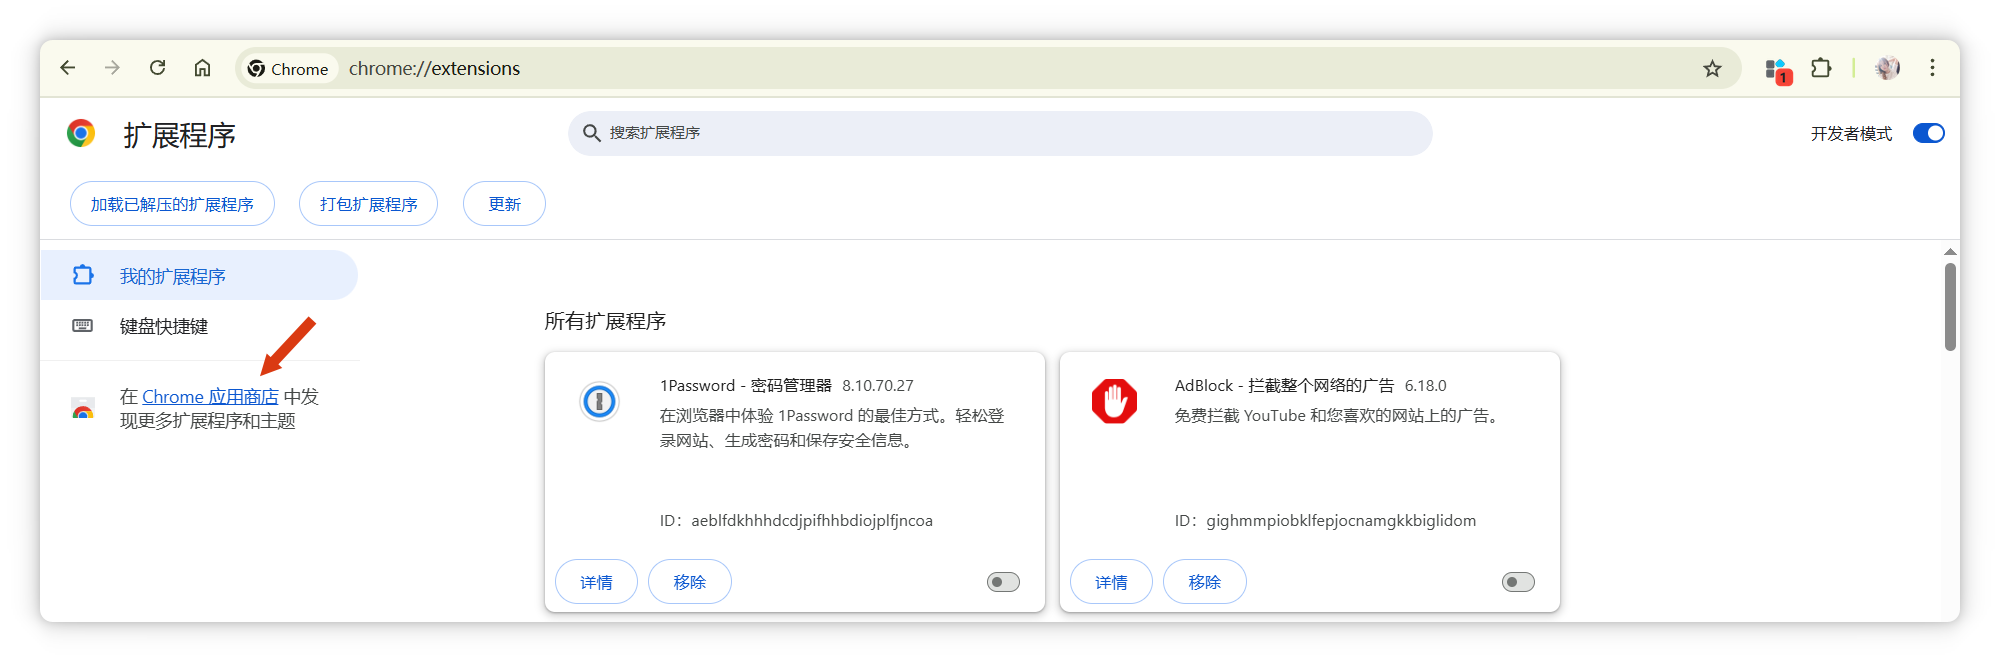 Chrome chrome://extensions
1
扩展程序
搜索扩展程序
开发者模式
加载已解压的扩展程序
打包扩展程序
更新
我的扩展程序
键盘快捷键
在 Chrome 应用商店 中发
现更多扩展程序和主题
所有扩展程序
1Password - 密码管理器 8.10.70.27
在浏览器中体验 1Password 的最佳方式。轻松登
录网站、生成密码和保存安全信息。
ID：aeblfdkhhhdcdjpifhhbdiojplfjncoa
详情
移除
AdBlock - 拦截整个网络的广告 6.18.0
免费拦截 YouTube 和您喜欢的网站上的广告。
ID：gighmmpiobklfepjocnamgkkbiglidom
详情
移除